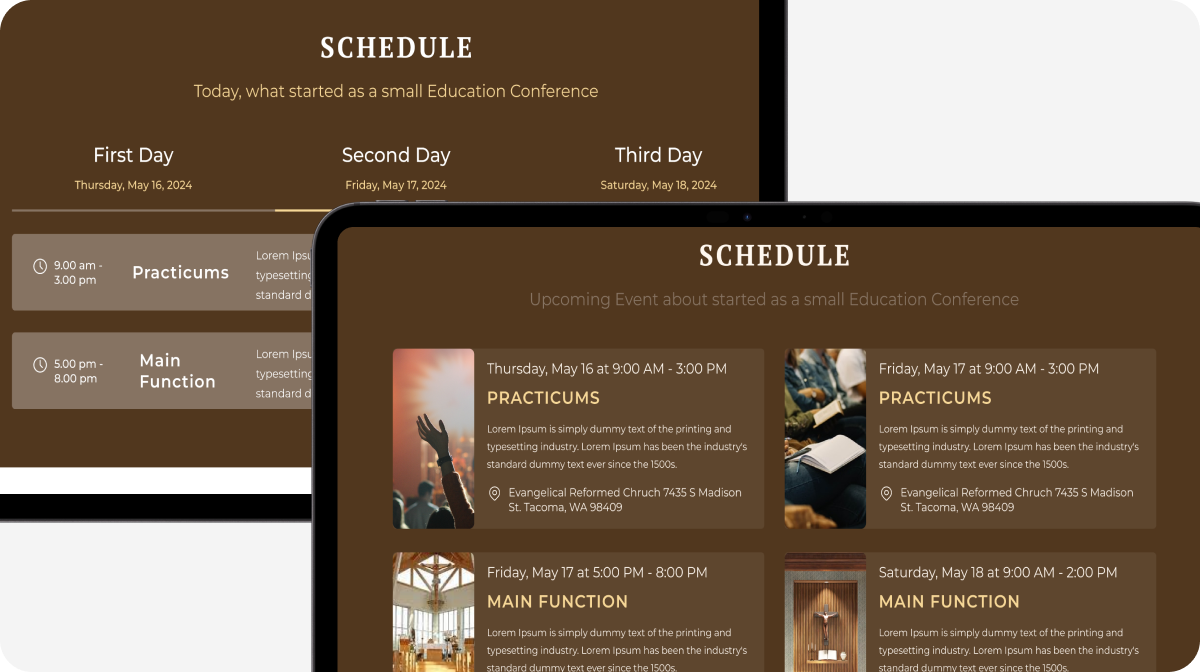 SCHEDULE
Today, what started as a small Education Conference
First Day
Thursday, May 16, 2024
Second Day
Friday, May 17, 2024
Third Day
Saturday, May 18, 2024
9.00 am -
3.00 pm
Practicums
Lorem Ipsu
typesetting
standard d
5.00 pm -
8.00 pm
Main
Function
Lorem Ipsu
typesetting
standard d
SCHEDULE
Upcoming Event about started as a small Education Conference
Thursday, May 16 at 9:00 AM - 3:00 PM
PRACTICUMS
Lorem Ipsum is simply dummy text of the printing and
typesetting industry. Lorem Ipsum has been the industry's
standard dummy text ever since the 1500s.
Evangelical Reformed Chruch 7435 S Madison
St. Tacoma, WA 98409
Friday, May 17 at 9:00 AM - 3:00 PM
PRACTICUMS
Lorem Ipsum is simply dummy text of the printing and
typesetting industry. Lorem Ipsum has been the industry's
standard dummy text ever since the 1500s.
Evangelical Reformed Chruch 7435 S Madison
St. Tacoma, WA 98409
Friday, May 17 at 5:00 PM - 8:00 PM
MAIN FUNCTION
Lorem Ipsum is simply dummy text of the printing and
typesetting industry. Lorem Ipsum has been the industry's
standard dummy text ever since the 1500s.
Saturday, May 18 at 9:00 AM - 2:00 PM
MAIN FUNCTION
Lorem Ipsum is simply dummy text of the printing and
typesetting industry. Lorem Ipsum has been the industry's
standard dummy text ever since the 1500s.